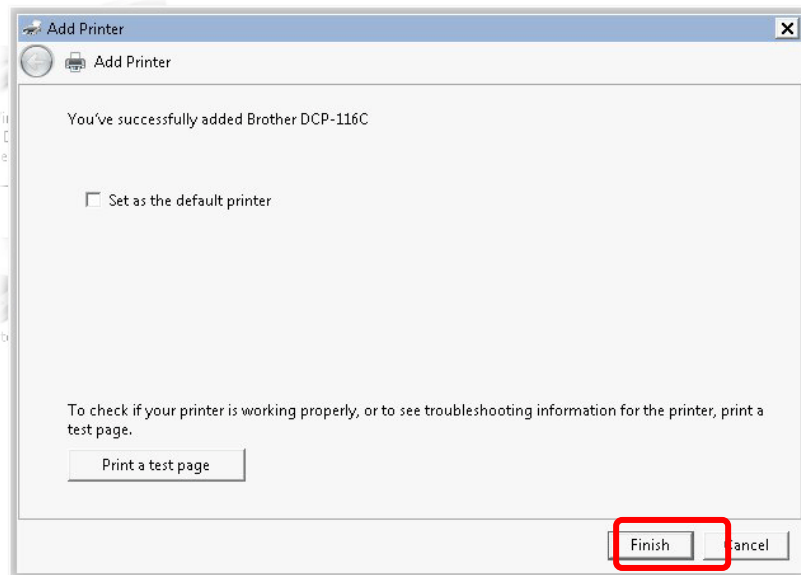 Add Printer
Add Printer
You've successfully added Brother DCP-116C
Set as the default printer
To check if your printer is working properly, or to see troubleshooting information for the printer, print a
test page.
Print a test page
Finish
Cancel